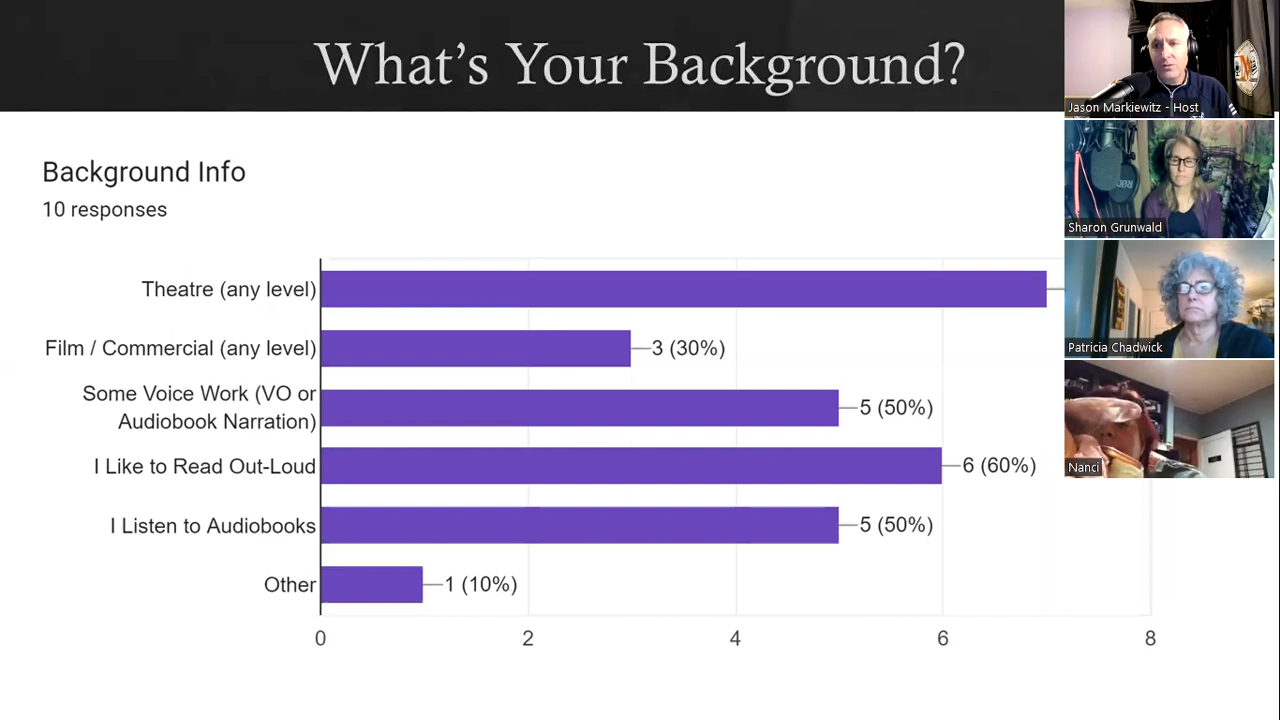 What's Your Background?
Jason Markiewitz - Host
Background Info
10 responses
Sharon Grunwald
Theatre (any level)
Film / Commercial (any level)
3 (30%)
Patricia Chadwick
Some Voice Work (VO or
Audiobook Narration)
5 (50%)
I Like to Read Out-Loud
6 (60%)
Nanci
I Listen to Audiobooks
5 (50%)
Other
1 (10%)
0 2 4 6 8